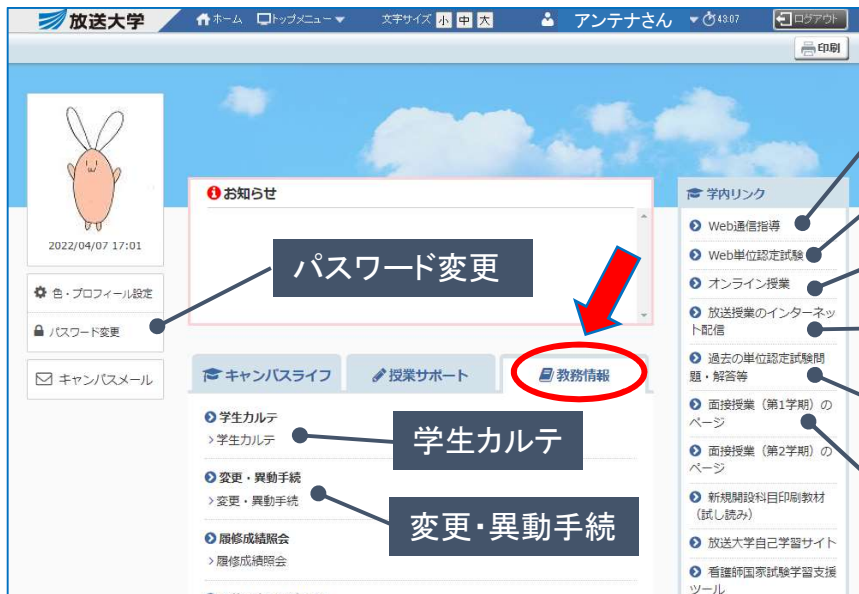 放送大学
ホーム トップメニュー
文字サイズ 小 中 大
アンテナさん
43:07
ログアウト
印刷
2022/04/07 17:01
色・プロフィール設定
パスワード変更
キャンパスメール
お知らせ
パスワード変更
キャンパスライフ
授業サポート
教務情報
学生カルテ
>学生カルテ
学生カルテ
変更・異動手続
>変更・異動手続
変更・異動手続
履修成績照会
>履修成績照会
学内リンク
Web通信指導
Web単位認定試験
オンライン授業
放送授業のインターネッ
ト配信
過去の単位認定試験問
題・解答等
面接授業（第1学期）の
ページ
面接授業（第2学期）の
ページ
新規開設科目印刷教材
（試し読み）
放送大学自己学習サイト
看護師国家試験学習支援
ツール